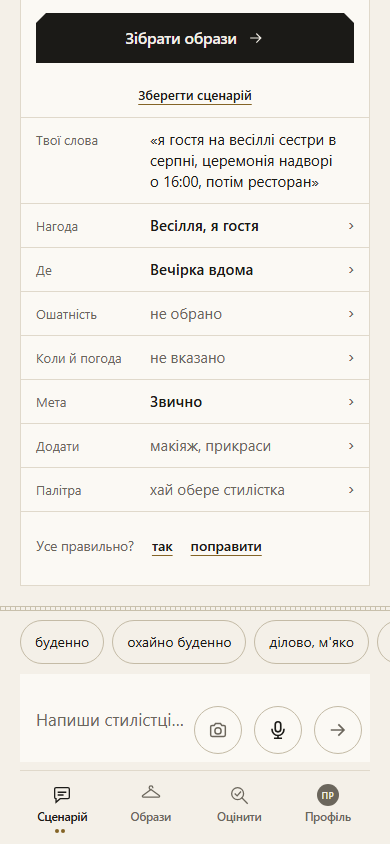 Зібрати образи →
Зберегти сценарій
Твої слова
«я гостя на весіллі сестри в
серпні, церемонія надворі
о 16:00, потім ресторан»
Нагода Весілля, я гостя
Де Вечірка вдома
Ошатність не обрано
Коли й погода не вказано
Мета Звично
Додати макіяж, прикраси
Палітра хай обере стилістка
Усе правильно? так поправити
буденно охайно буденно ділово, м'яко
Напиши стилістці...
ПР
Сценарій Образи Оцінити Профіль